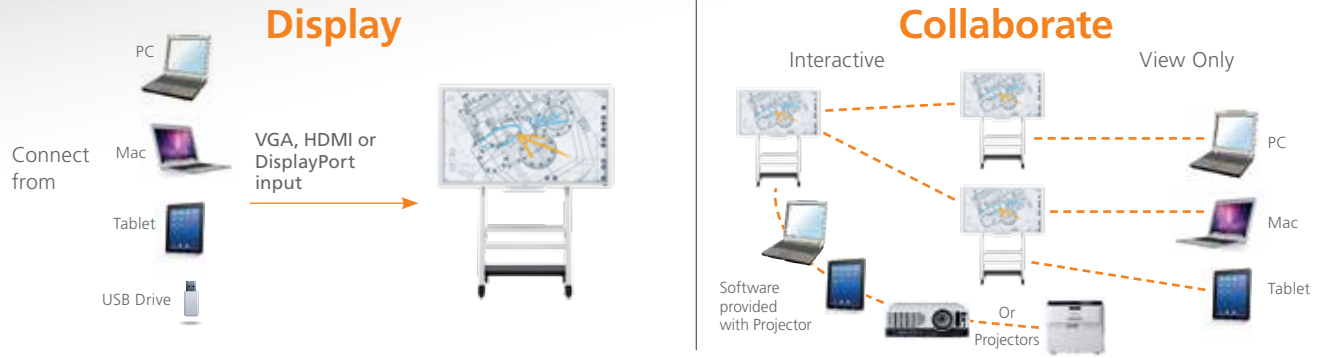 Display
PC
Mac
Connect
from
Tablet
USB Drive
VGA, HDMI or
DisplayPort
input
Collaborate
Interactive
View Only
PC
Mac
Tablet
Software
provided
with Projector
Or
Projectors